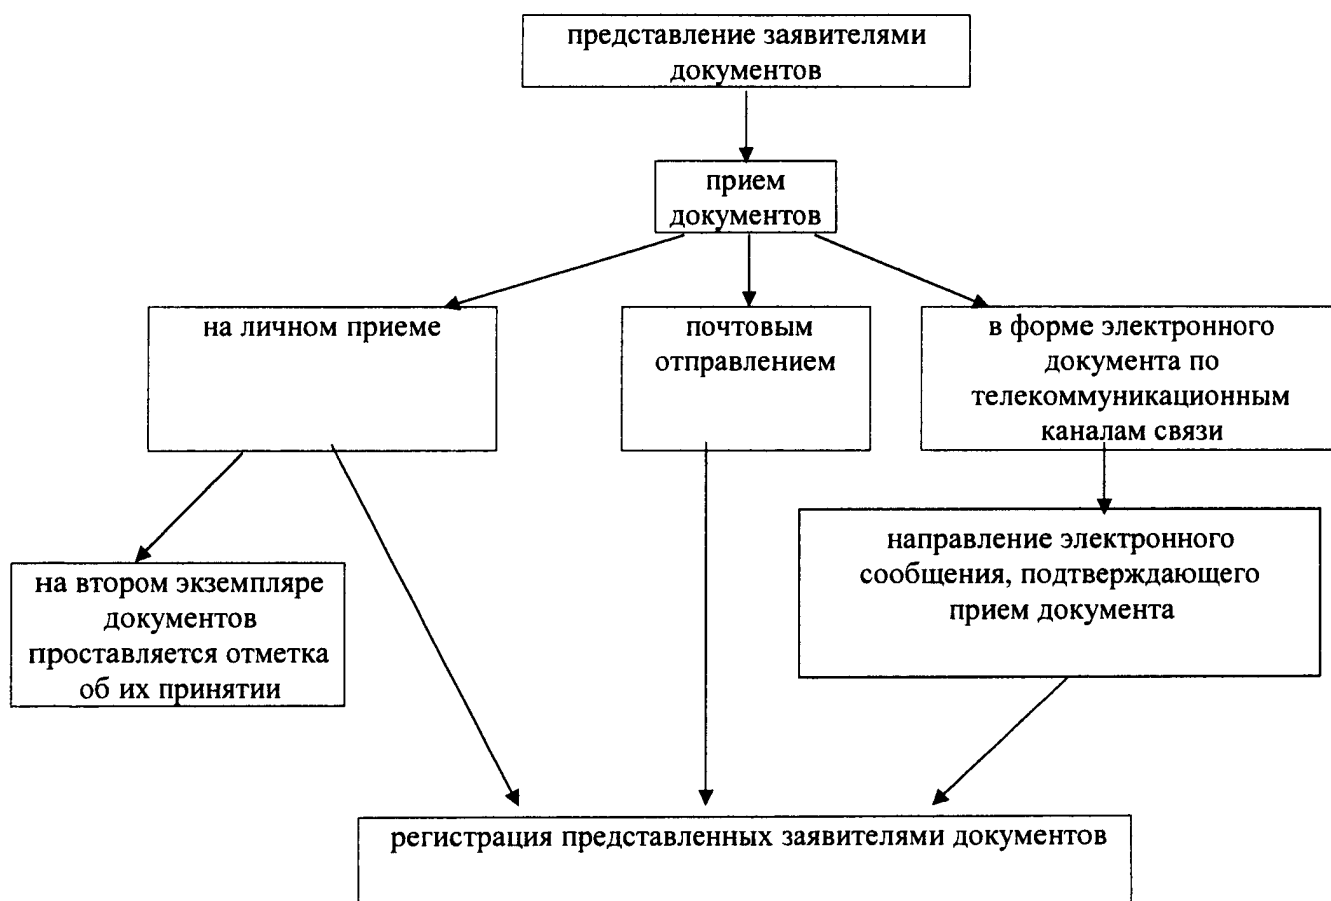 представление заявителями
документов
прием
документов
на личном приеме
почтовым
отправлением
в форме электронного
документа по
телекоммуникационным
каналам связи
направление электронного
сообщения, подтверждающего
прием документа
на втором экземпляре
документов
проставляется отметка
об их принятии
регистрация представленных заявителями документов